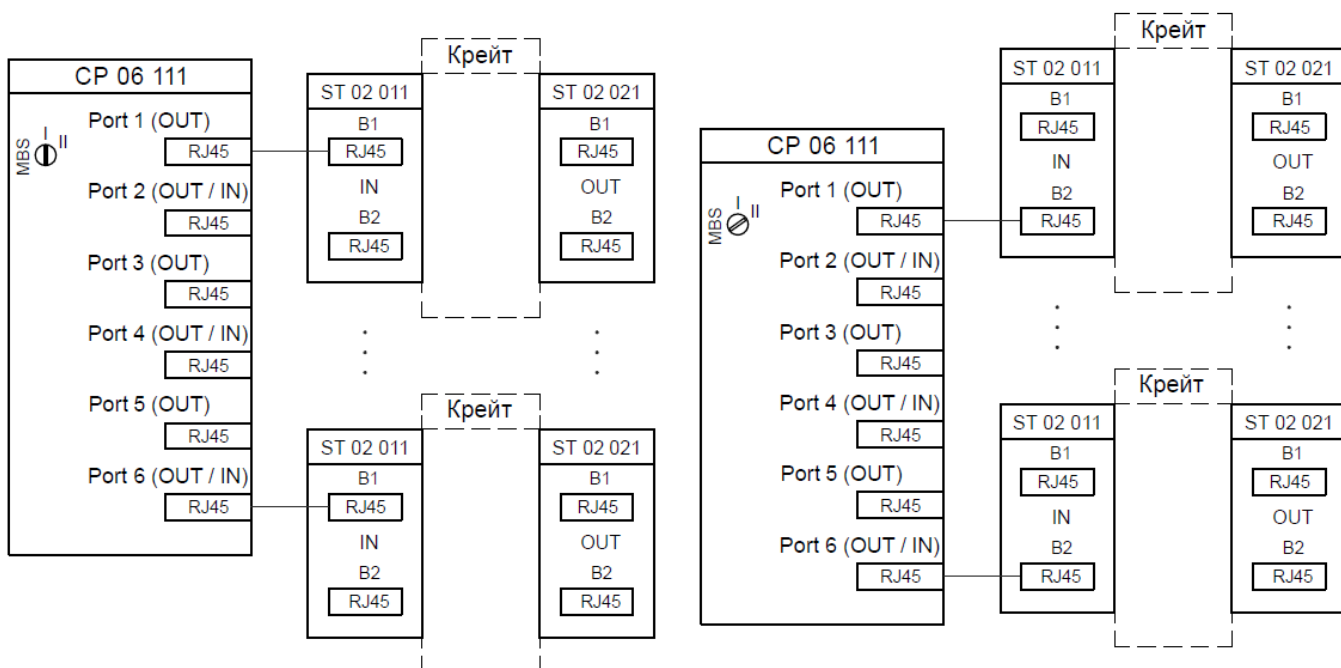 CP 06 111
MBS
I
II
Port 1 (OUT)
RJ45
Port 2 (OUT / IN)
RJ45
Port 3 (OUT)
RJ45
Port 4 (OUT / IN)
RJ45
Port 5 (OUT)
RJ45
Port 6 (OUT / IN)
RJ45
Крейт
ST 02 011
B1
RJ45
IN
B2
RJ45
ST 02 021
B1
RJ45
OUT
B2
RJ45
Крейт
ST 02 011
B1
RJ45
IN
B2
RJ45
ST 02 021
B1
RJ45
OUT
B2
RJ45
CP 06 111
MBS
I
II
Port 1 (OUT)
RJ45
Port 2 (OUT / IN)
RJ45
Port 3 (OUT)
RJ45
Port 4 (OUT / IN)
RJ45
Port 5 (OUT)
RJ45
Port 6 (OUT / IN)
RJ45
Крейт
ST 02 011
B1
RJ45
IN
B2
RJ45
ST 02 021
B1
RJ45
OUT
B2
RJ45
Крейт
ST 02 011
B1
RJ45
IN
B2
RJ45
ST 02 021
B1
RJ45
OUT
B2
RJ45